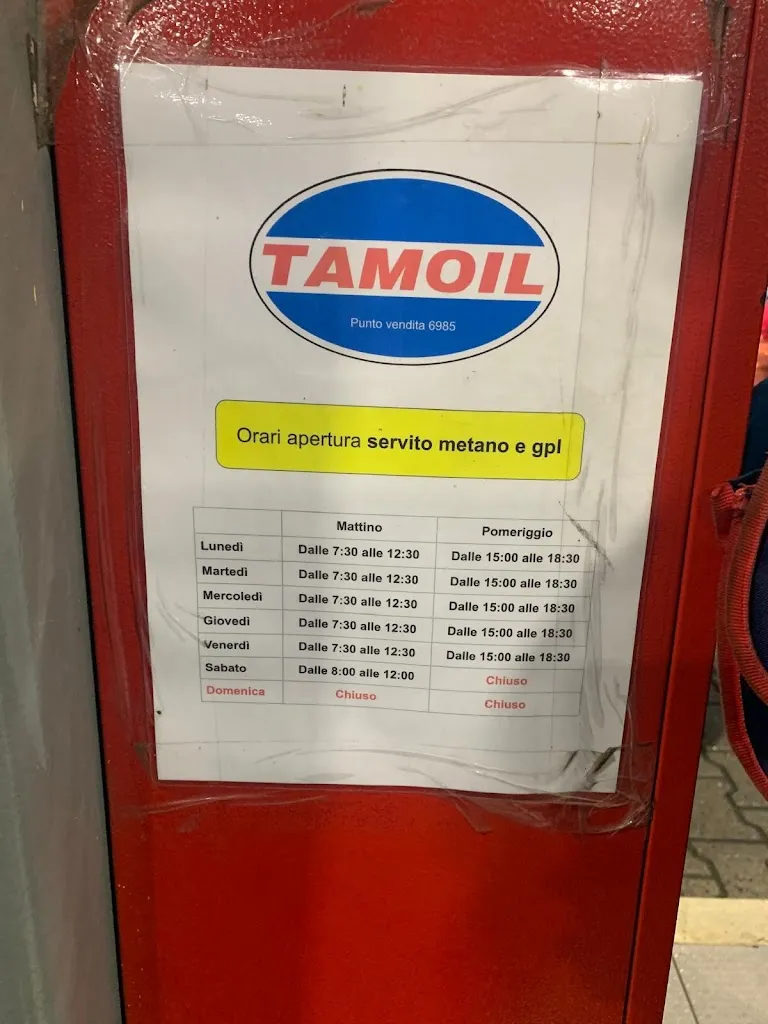 TAMOIL
Punto vendita 6985
Orari apertura servito metano e gpl
Mattino Pomeriggio
Lunedì Dalle 7:30 alle 12:30 Dalle 15:00 alle 18:30
Martedì Dalle 7:30 alle 12:30 Dalle 15:00 alle 18:30
Mercoledì Dalle 7:30 alle 12:30 Dalle 15:00 alle 18:30
Giovedì Dalle 7:30 alle 12:30 Dalle 15:00 alle 18:30
Venerdì Dalle 7:30 alle 12:30 Dalle 15:00 alle 18:30
Sabato Dalle 8:00 alle 12:00 Chiuso
Domenica Chiuso Chiuso